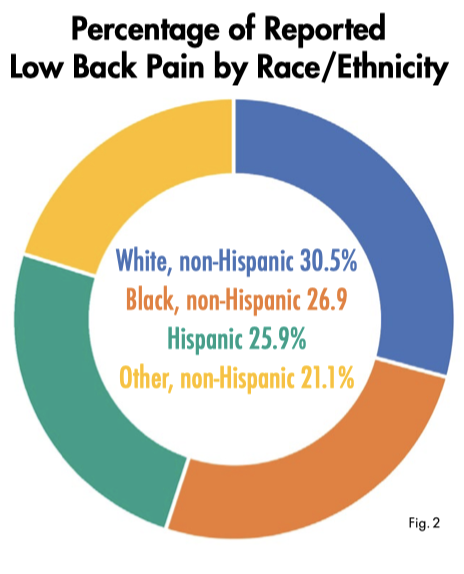 Percentage of Reported
Low Back Pain by Race/Ethnicity
White, non-Hispanic 30.5%
Black, non-Hispanic 26.9
Hispanic 25.9%
Other, non-Hispanic 21.1%
Fig. 2